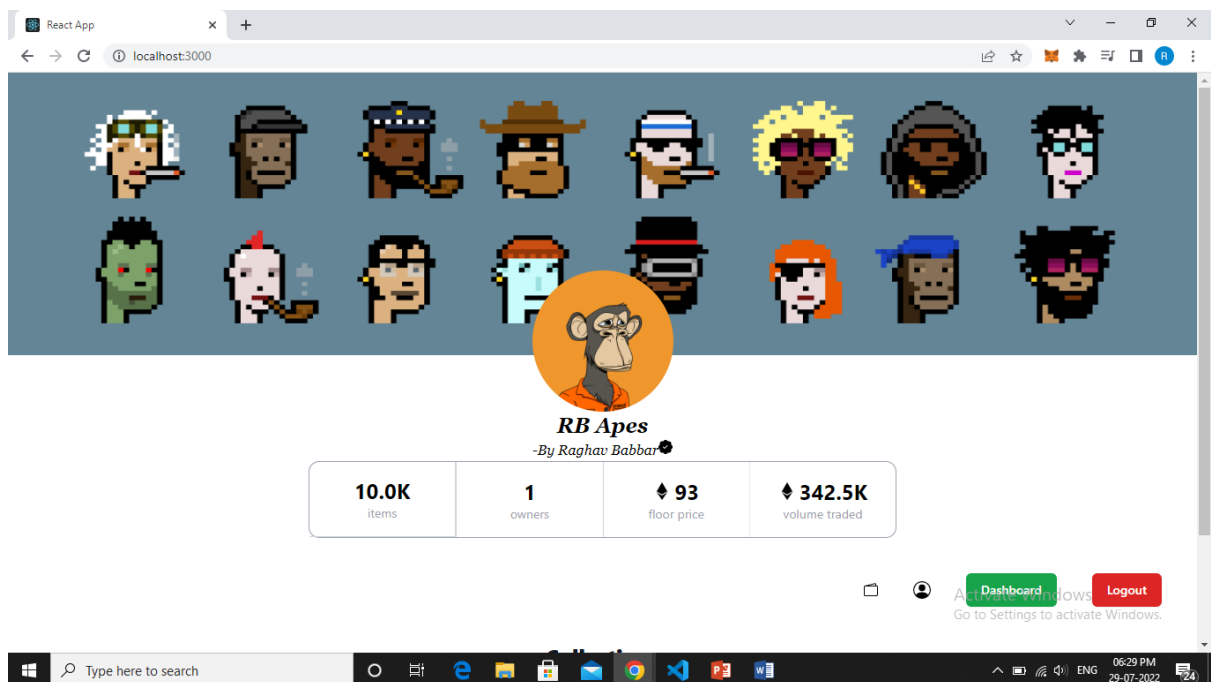 React App
localhost:3000
R
RB Apes
-By Raghav Babbar
10.0K
items
1
owners
93
floor price
342.5K
volume traded
Dashboard
Logout
Activate Windows
Go to Settings to activate Windows.
Type here to search
ENG
06:29 PM
29-07-2022
24